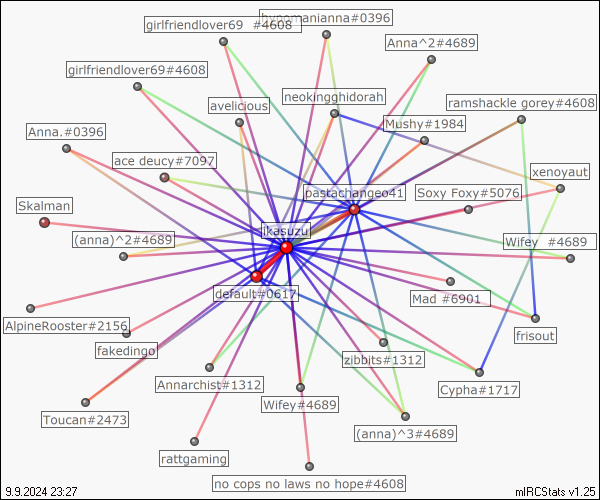 hypomanianna#0396
girlfriendlover69 #4608
Anna^2#4689
girlfriendlover69#4608
neokingghidorah
avelicious
ramshackle gorey#4608
Mushy#1984
Anna.#0396
ace deucy#7097
xenoyaut
pastachangeo41
Soxy Foxy#5076
Skalman
ikasuzu
(anna)^2#4689
Wifey #4689
default#0617
Mad #6901
AlpineRooster#2156
frisout
fakedingo
zibbits#1312
Annarchist#1312
Cypha#1717
Wifey#4689
Toucan#2473
(anna)^3#4689
rattgaming
no cops no laws no hope#4608
9.9.2024 23:27
mIRCStats v1.25